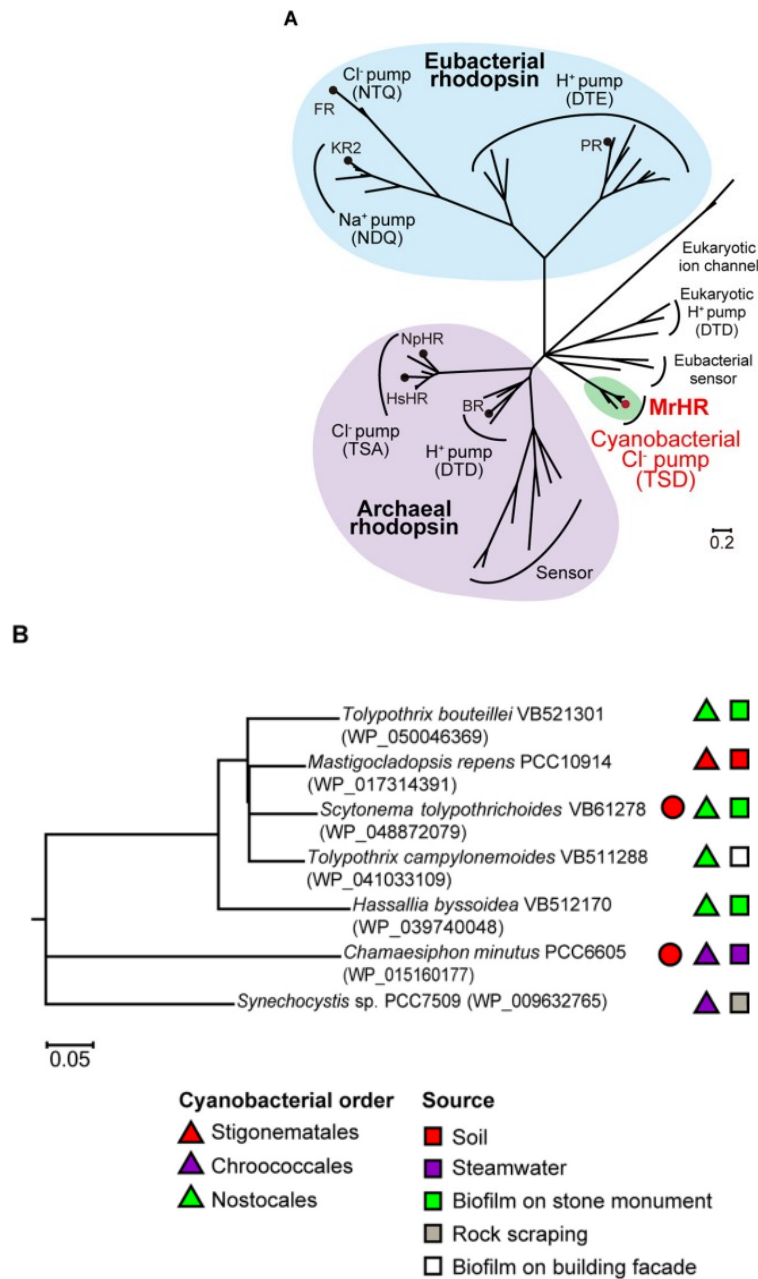 A
Eubacterial
rhodopsin
Cl⁻ pump
(NTQ)
FR
H⁺ pump
(DTE)
KR2
PR
Na⁺ pump
(NDQ)
Eukaryotic
ion channel
Eukaryotic
H⁺ pump
(DTD)
NpHR
HsHR
BR
Eubacterial
sensor
MrHR
Cl⁻ pump
(TSA)
H⁺ pump
(DTD)
Cyanobacterial
Cl⁻ pump
(TSD)
Archaeal
rhodopsin
0.2
Sensor
B
Tolypothrix bouteillei VB521301
(WP_050046369)
Mastigocladopsis repens PCC10914
(WP_017314391)
Scytonema tolypothrichoides VB61278
(WP_048872079)
Tolypothrix campylonemoides VB511288
(WP_041033109)
Hassallia byssoidea VB512170
(WP_039740048)
Chamaesiphon minutus PCC6605
(WP_015160177)
Synechocystis sp. PCC7509 (WP_009632765)
0.05
Cyanobacterial order
Stigonematales
Chroococcales
Nostocales
Source
Soil
Steamwater
Biofilm on stone monument
Rock scraping
Biofilm on building facade